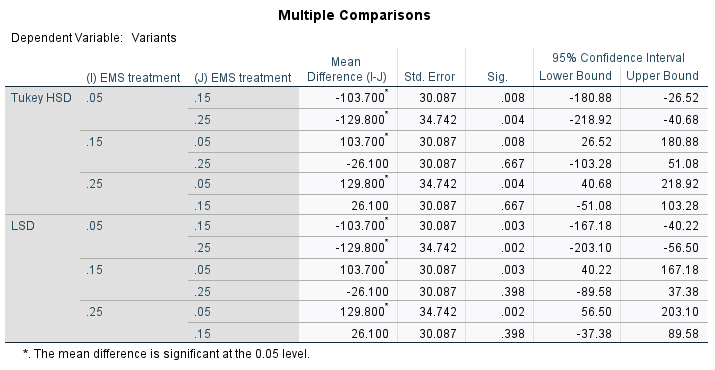 Multiple Comparisons
Dependent Variable: Variants
(I) EMS treatment (J) EMS treatment Mean Difference (I-J) Std. Error Sig. 95% Confidence Interval Lower Bound Upper Bound
Tukey HSD .05 .15 -103.700* 30.087 .008 -180.88 -26.52
.25 -129.800* 34.742 .004 -218.92 -40.68
.15 .05 103.700* 30.087 .008 26.52 180.88
.25 -26.100 30.087 .667 -103.28 51.08
.25 .05 129.800* 34.742 .004 40.68 218.92
.15 26.100 30.087 .667 -51.08 103.28
LSD .05 .15 -103.700* 30.087 .003 -167.18 -40.22
.25 -129.800* 34.742 .002 -203.10 -56.50
.15 .05 103.700* 30.087 .003 40.22 167.18
.25 -26.100 30.087 .398 -89.58 37.38
.25 .05 129.800* 34.742 .002 56.50 203.10
.15 26.100 30.087 .398 -37.38 89.58
*. The mean difference is significant at the 0.05 level.